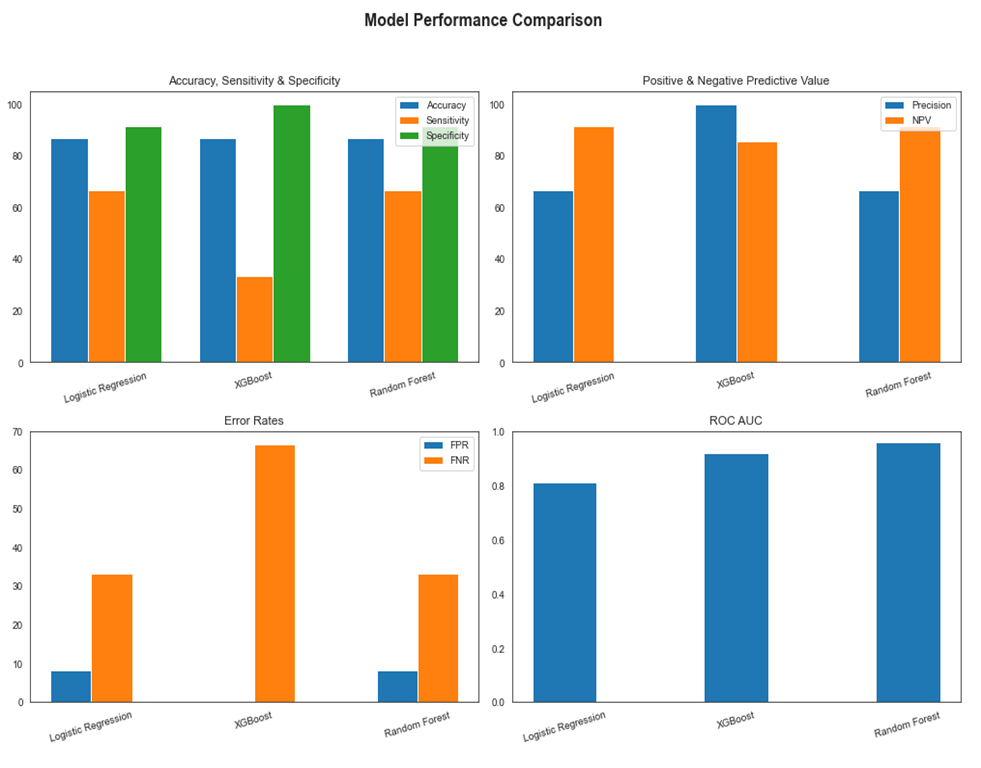 Model Performance Comparison
Accuracy, Sensitivity & Specificity
100
80
60
40
20
0
Accuracy
Sensitivity
Specificity
Logistic Regression
XGBoost
Random Forest
Positive & Negative Predictive Value
100
80
60
40
20
0
Precision
NPV
Logistic Regression
XGBoost
Random Forest
Error Rates
70
60
50
40
30
20
10
0
FPR
FNR
Logistic Regression
XGBoost
Random Forest
ROC AUC
1.0
0.8
0.6
0.4
0.2
0.0
Logistic Regression
XGBoost
Random Forest